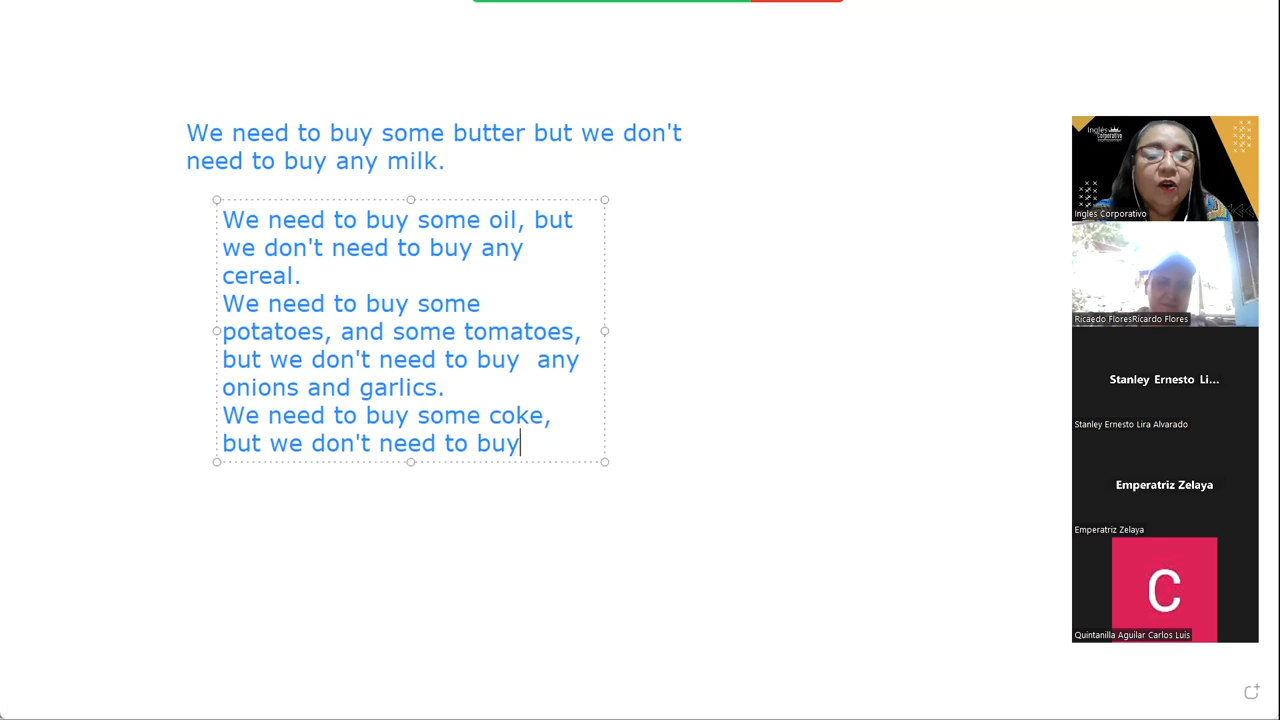 We need to buy some butter but we don't
need to buy any milk.
We need to buy some oil, but
we don't need to buy any
cereal.
We need to buy some
potatoes, and some tomatoes,
but we don't need to buy  any
onions and garlics.
We need to buy some coke,
but we don't need to buy
Inglés
Corporativo
Ingles Corporativo
Ricaedo FloresRicardo Flores
Stanley Ernesto Li...
Stanley Ernesto Lira Alvarado
Emperatriz Zelaya
Emperatriz Zelaya
C
Quintanilla Aguilar Carlos Luis